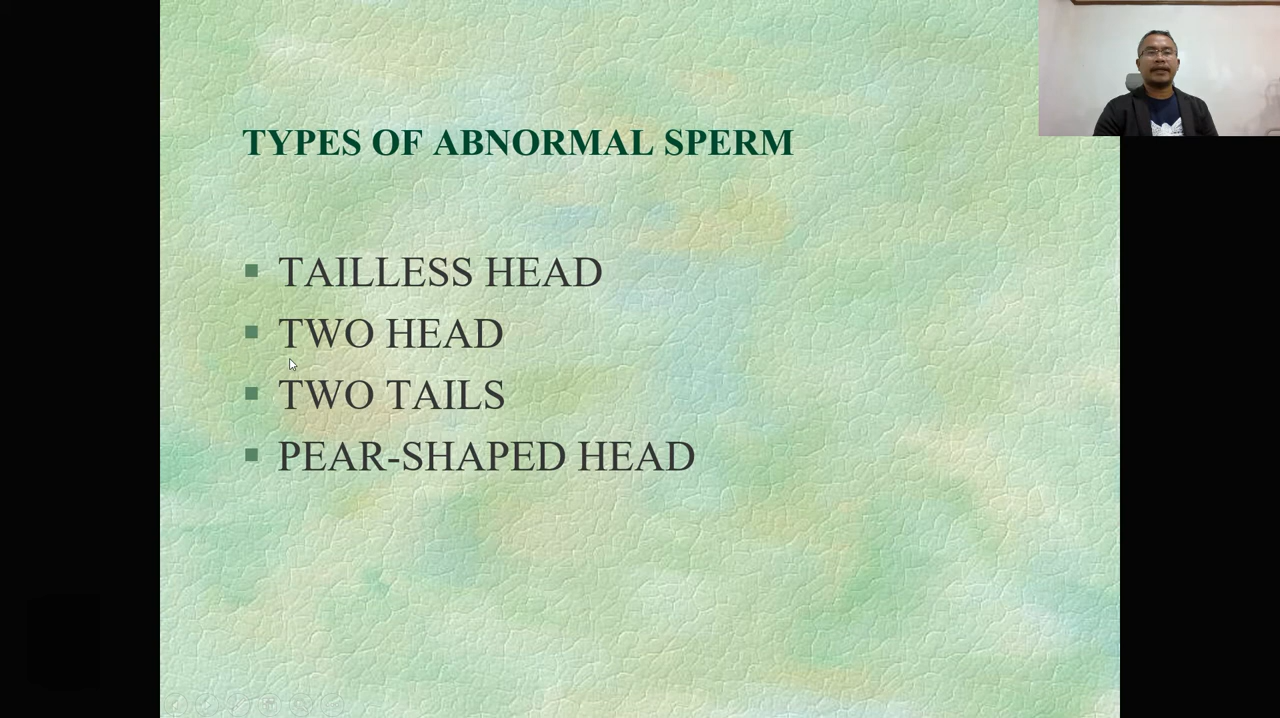 TYPES OF ABNORMAL SPERM
TAILLESS HEAD
TWO HEAD
TWO TAILS
PEAR-SHAPED HEAD